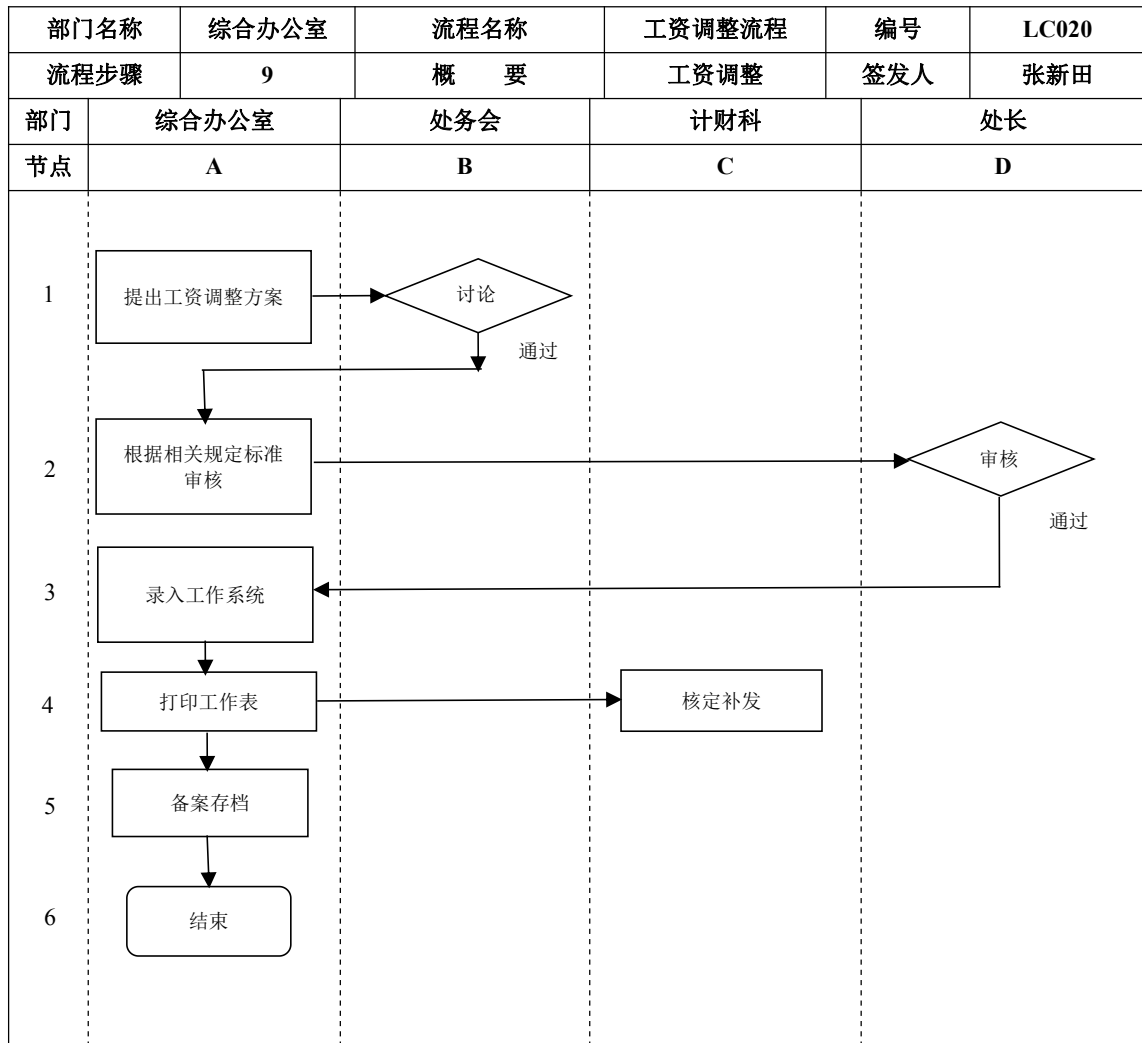 部门名称 综合办公室 流程名称 工资调整流程 编号 LC020
流程步骤 9 概 要 工资调整 签发人 张新田
部门 综合办公室 处务会 计财科 处长
节点 A B C D
1 提出工资调整方案 讨论
通过
2 根据相关规定标准
审核
审核
通过
3 录入工作系统
4 打印工作表 核定补发
5 备案存档
6 结束